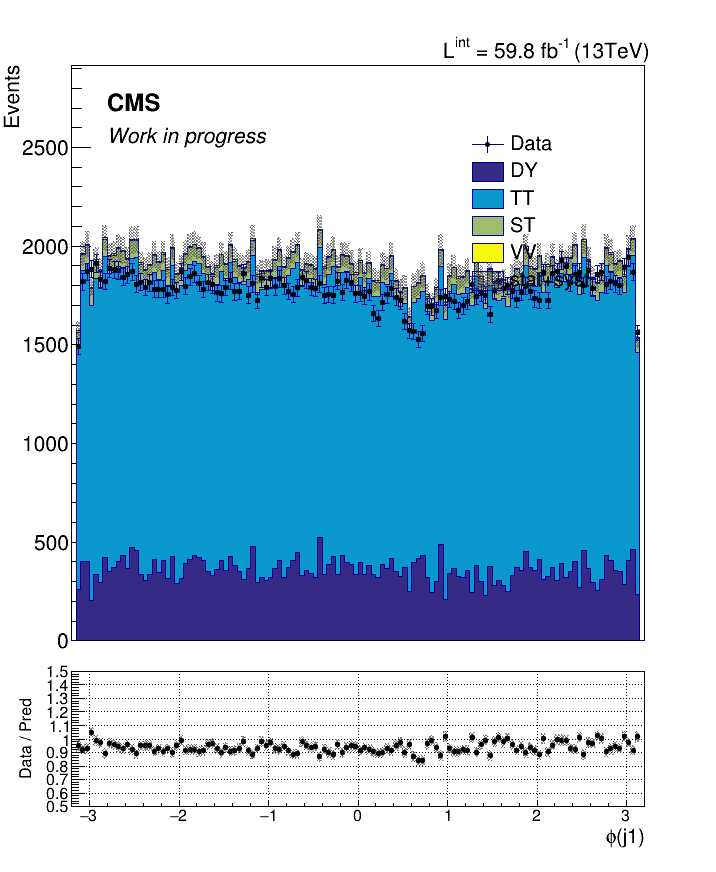 L^int = 59.8 fb^-1 (13TeV)
Events
CMS
Work in progress
Data
DY
TT
ST
VV
2500
2000
1500
1000
500
0
Data / Pred
1.5
1.4
1.3
1.2
1.1
1
0.9
0.8
0.7
0.6
0.5
−3 −2 −1 0 1 2 3
ϕ(j1)